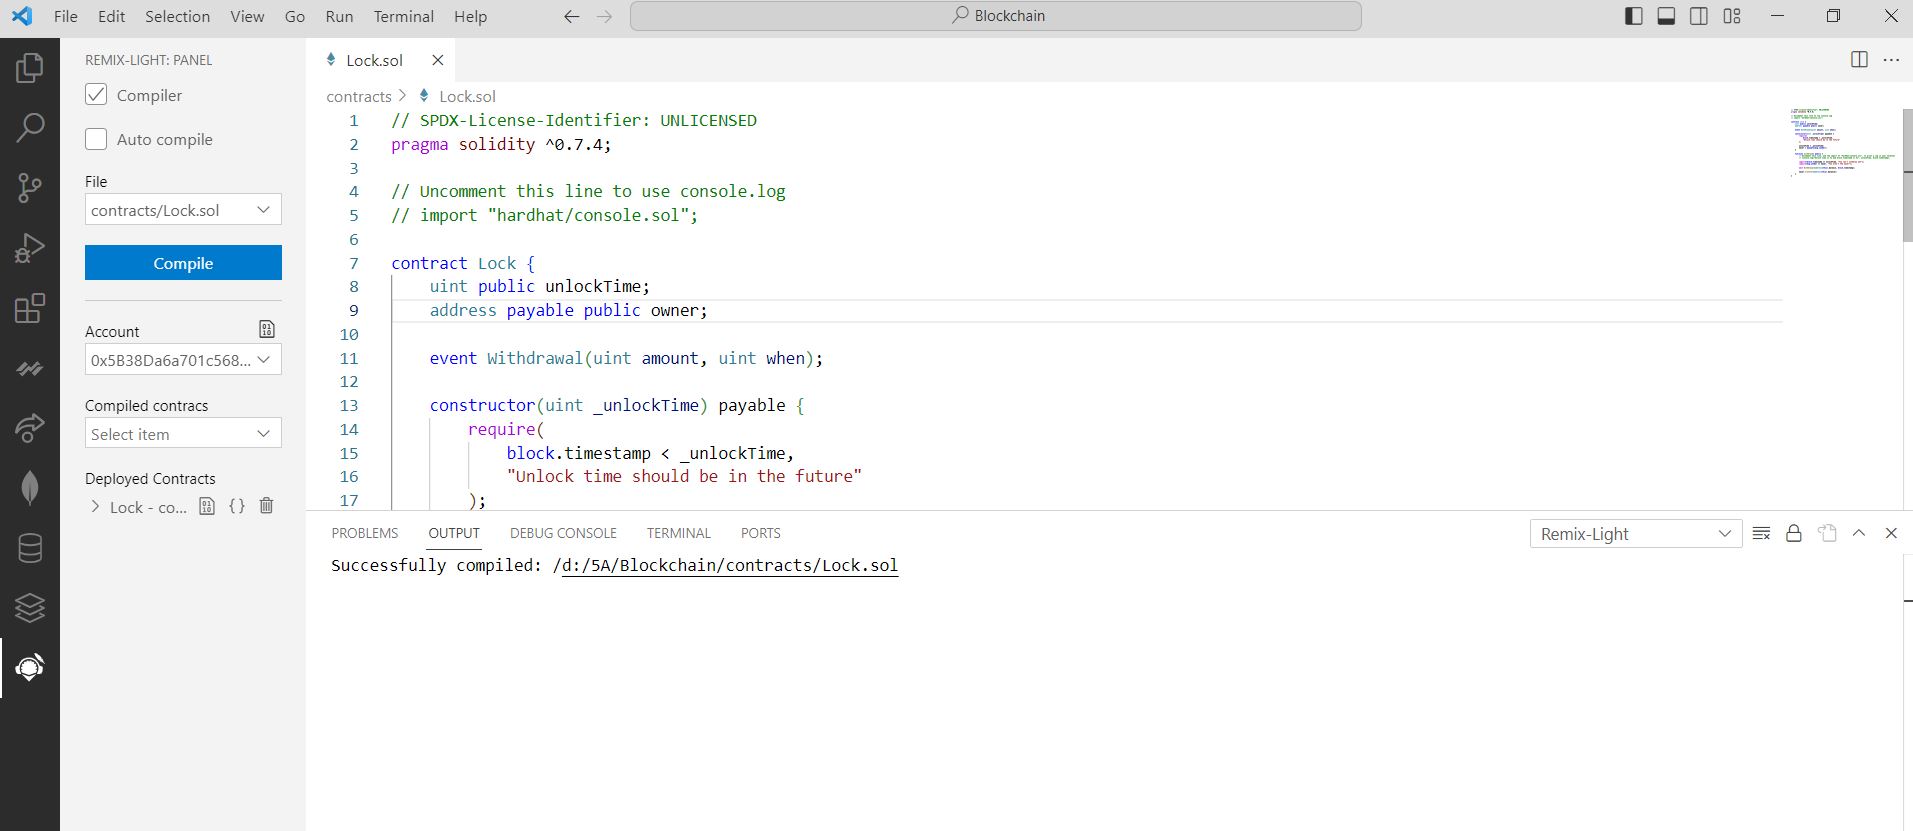 File Edit Selection View Go Run Terminal Help
Blockchain
REMIX-LIGHT: PANEL
Compiler
Auto compile
File
contracts/Lock.sol
Compile
Account
0x5B38Da6a701c568...
Compiled contracs
Select item
Deployed Contracts
Lock - co...
Lock.sol
contracts > Lock.sol
1 // SPDX-License-Identifier: UNLICENSED
2 pragma solidity ^0.7.4;
3
4 // Uncomment this line to use console.log
5 // import "hardhat/console.sol";
6
7 contract Lock {
8 uint public unlockTime;
9 address payable public owner;
10
11 event Withdrawal(uint amount, uint when);
12
13 constructor(uint _unlockTime) payable {
14 require(
15 block.timestamp < _unlockTime,
16 "Unlock time should be in the future"
17 );
PROBLEMS OUTPUT DEBUG CONSOLE TERMINAL PORTS
Remix-Light
Successfully compiled: /d:/5A/Blockchain/contracts/Lock.sol